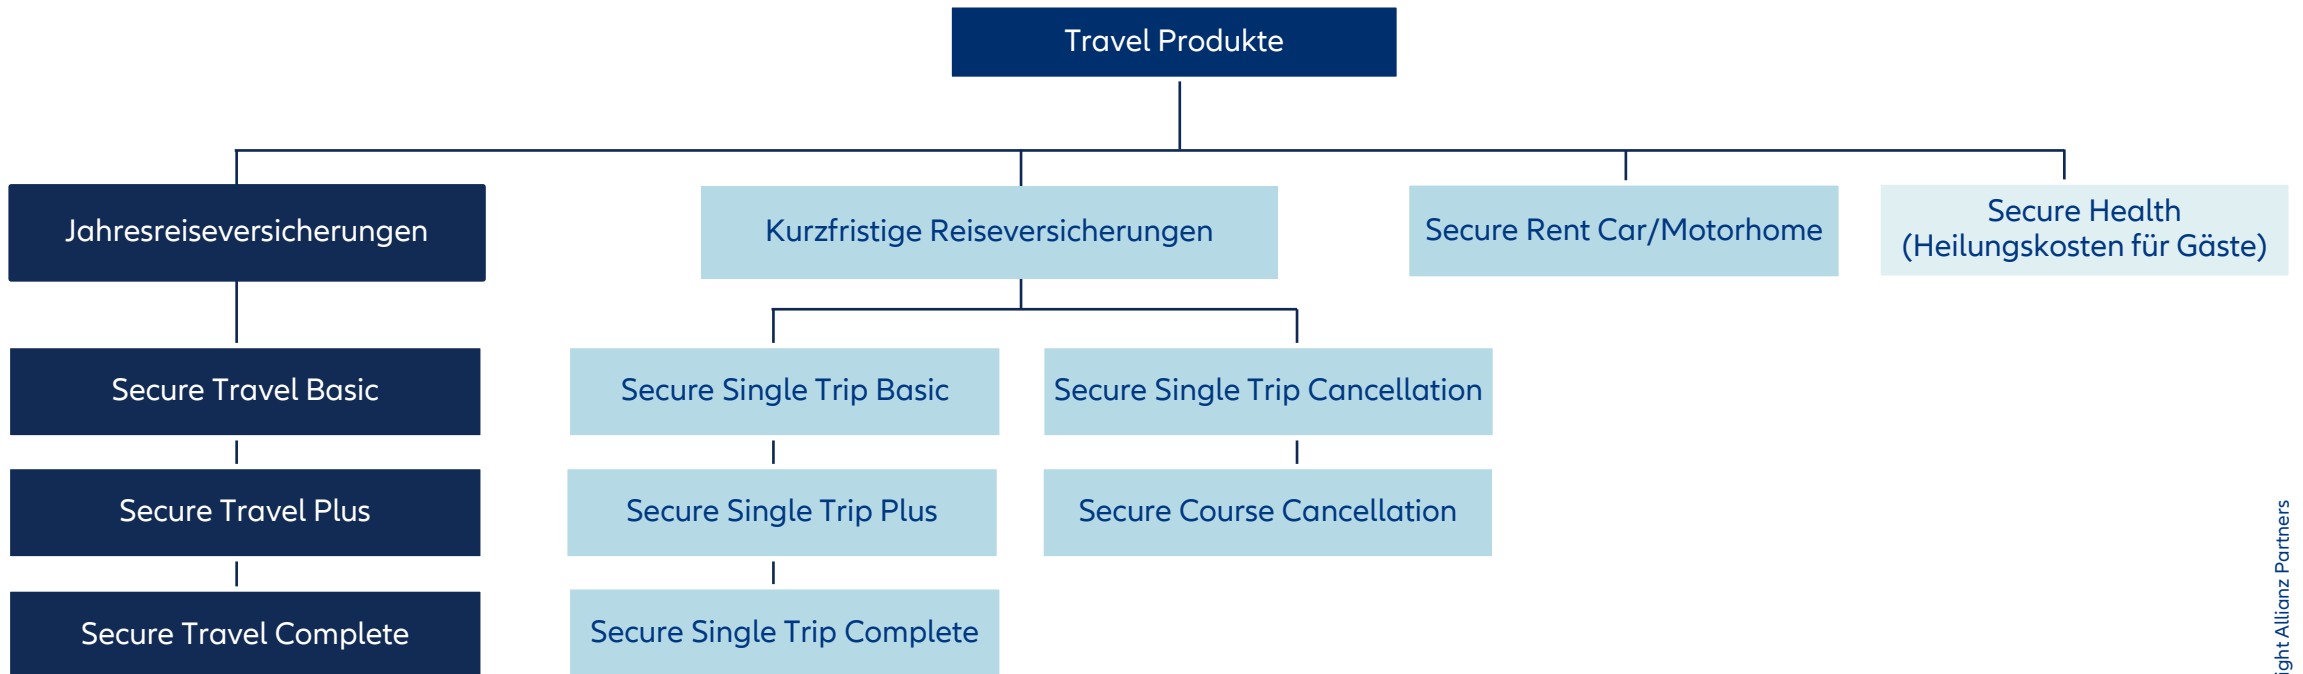 Travel Produkte
Jahresreiseversicherungen
Kurzfristige Reiseversicherungen
Secure Rent Car/Motorhome
Secure Health
(Heilungskosten für Gäste)
Secure Travel Basic
Secure Single Trip Basic
Secure Single Trip Cancellation
Secure Travel Plus
Secure Single Trip Plus
Secure Course Cancellation
Secure Travel Complete
Secure Single Trip Complete
Allianz Partners